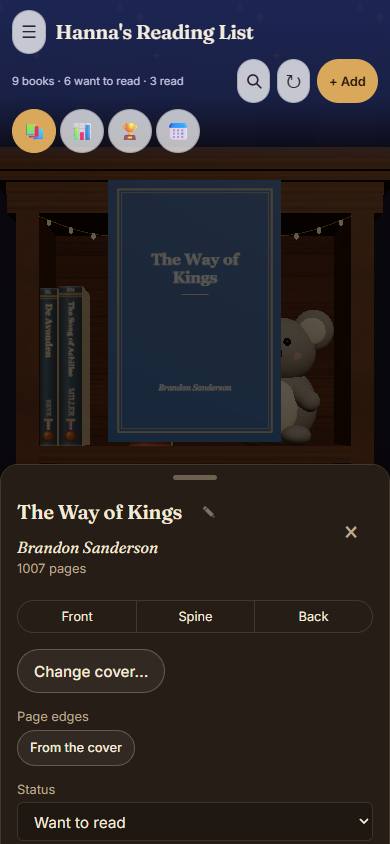 Hanna's Reading List
9 books · 6 want to read · 3 read
+ Add
The Way of
Kings
Brandon Sanderson
De Avonden
REVE
The Song of Achilles
MILLER
The Way of Kings
Brandon Sanderson
1007 pages
Front
Spine
Back
Change cover...
Page edges
From the cover
Status
Want to read